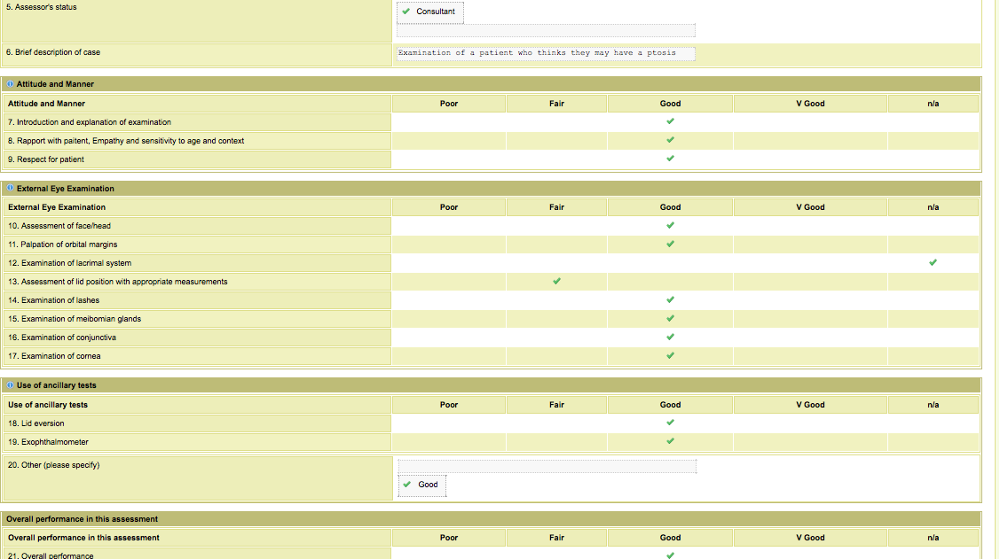 5. Assessor's status
Consultant
6. Brief description of case
Examination of a patient who thinks they may have a ptosis
Attitude and Manner
Attitude and Manner Poor Fair Good V Good n/a
7. Introduction and explanation of examination
8. Rapport with paitent, Empathy and sensitivity to age and context
9. Respect for patient
External Eye Examination
External Eye Examination Poor Fair Good V Good n/a
10. Assessment of face/head
11. Palpation of orbital margins
12. Examination of lacrimal system
13. Assessment of lid position with appropriate measurements
14. Examination of lashes
15. Examination of meibomian glands
16. Examination of conjunctiva
17. Examination of cornea
Use of ancillary tests
Use of ancillary tests Poor Fair Good V Good n/a
18. Lid eversion
19. Exophthalmometer
20. Other (please specify)
Good
Overall performance in this assessment
Overall performance in this assessment Poor Fair Good V Good n/a
21. Overall performance